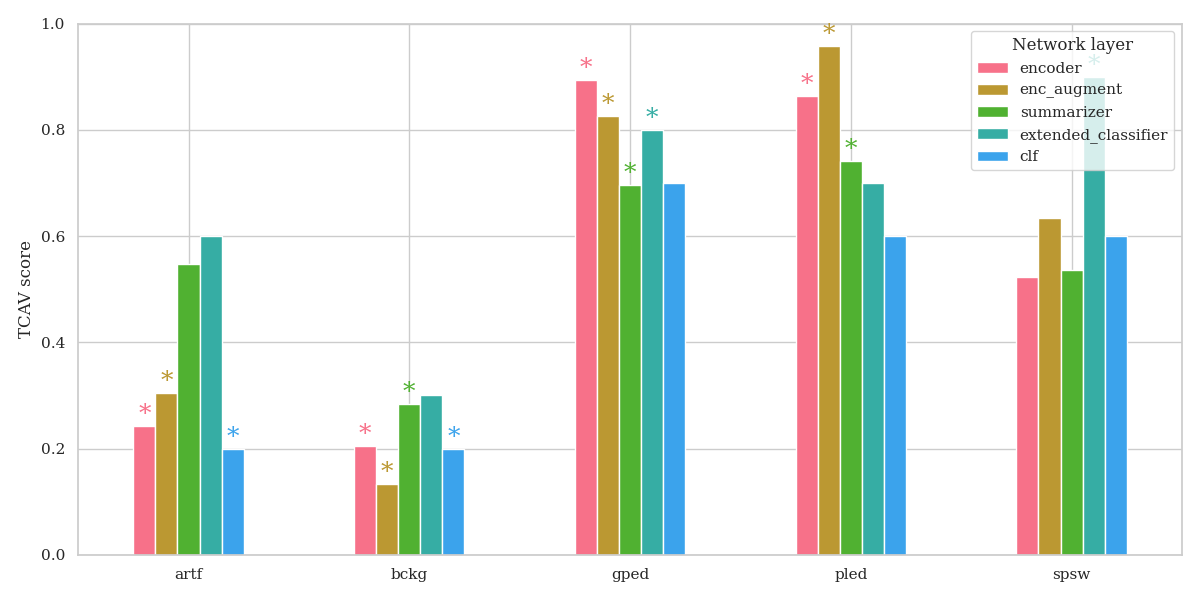 Network layer
encoder
enc_augment
summarizer
extended_classifier
clf
TCAV score
1.0
0.8
0.6
0.4
0.2
0.0
* * * * * * * * * * * * * * *
artf bckg gped pled spsw